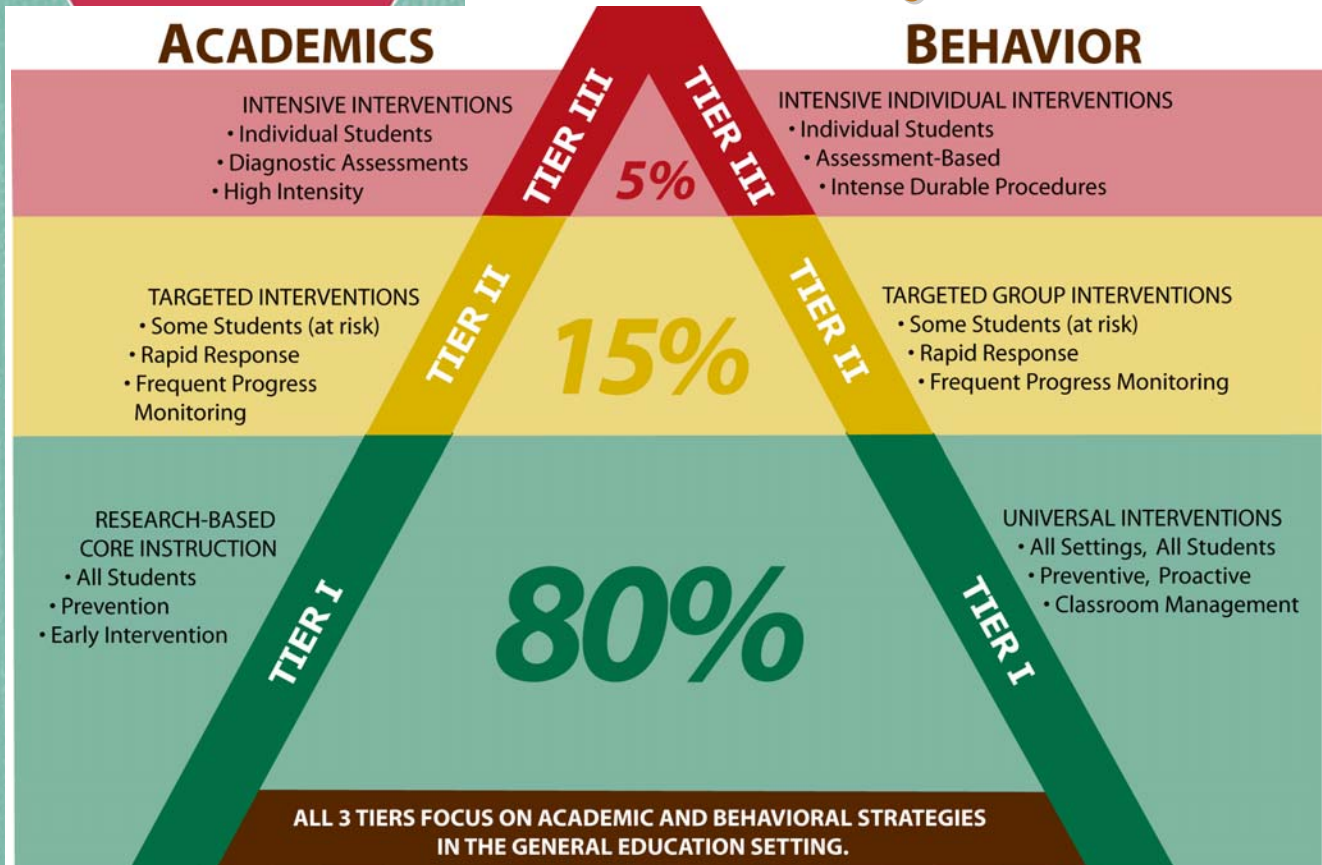 ACADEMICS
BEHAVIOR
INTENSIVE INTERVENTIONS
• Individual Students
• Diagnostic Assessments
• High Intensity
TIER III
5%
TIER III
INTENSIVE INDIVIDUAL INTERVENTIONS
• Individual Students
• Assessment-Based
• Intense Durable Procedures
TARGETED INTERVENTIONS
• Some Students (at risk)
• Rapid Response
• Frequent Progress
Monitoring
TIER II
15%
TIER II
TARGETED GROUP INTERVENTIONS
• Some Students (at risk)
• Rapid Response
• Frequent Progress Monitoring
RESEARCH-BASED
CORE INSTRUCTION
• All Students
• Prevention
• Early Intervention
TIER I
80%
TIER I
UNIVERSAL INTERVENTIONS
• All Settings, All Students
• Preventive, Proactive
• Classroom Management
ALL 3 TIERS FOCUS ON ACADEMIC AND BEHAVIORAL STRATEGIES
IN THE GENERAL EDUCATION SETTING.